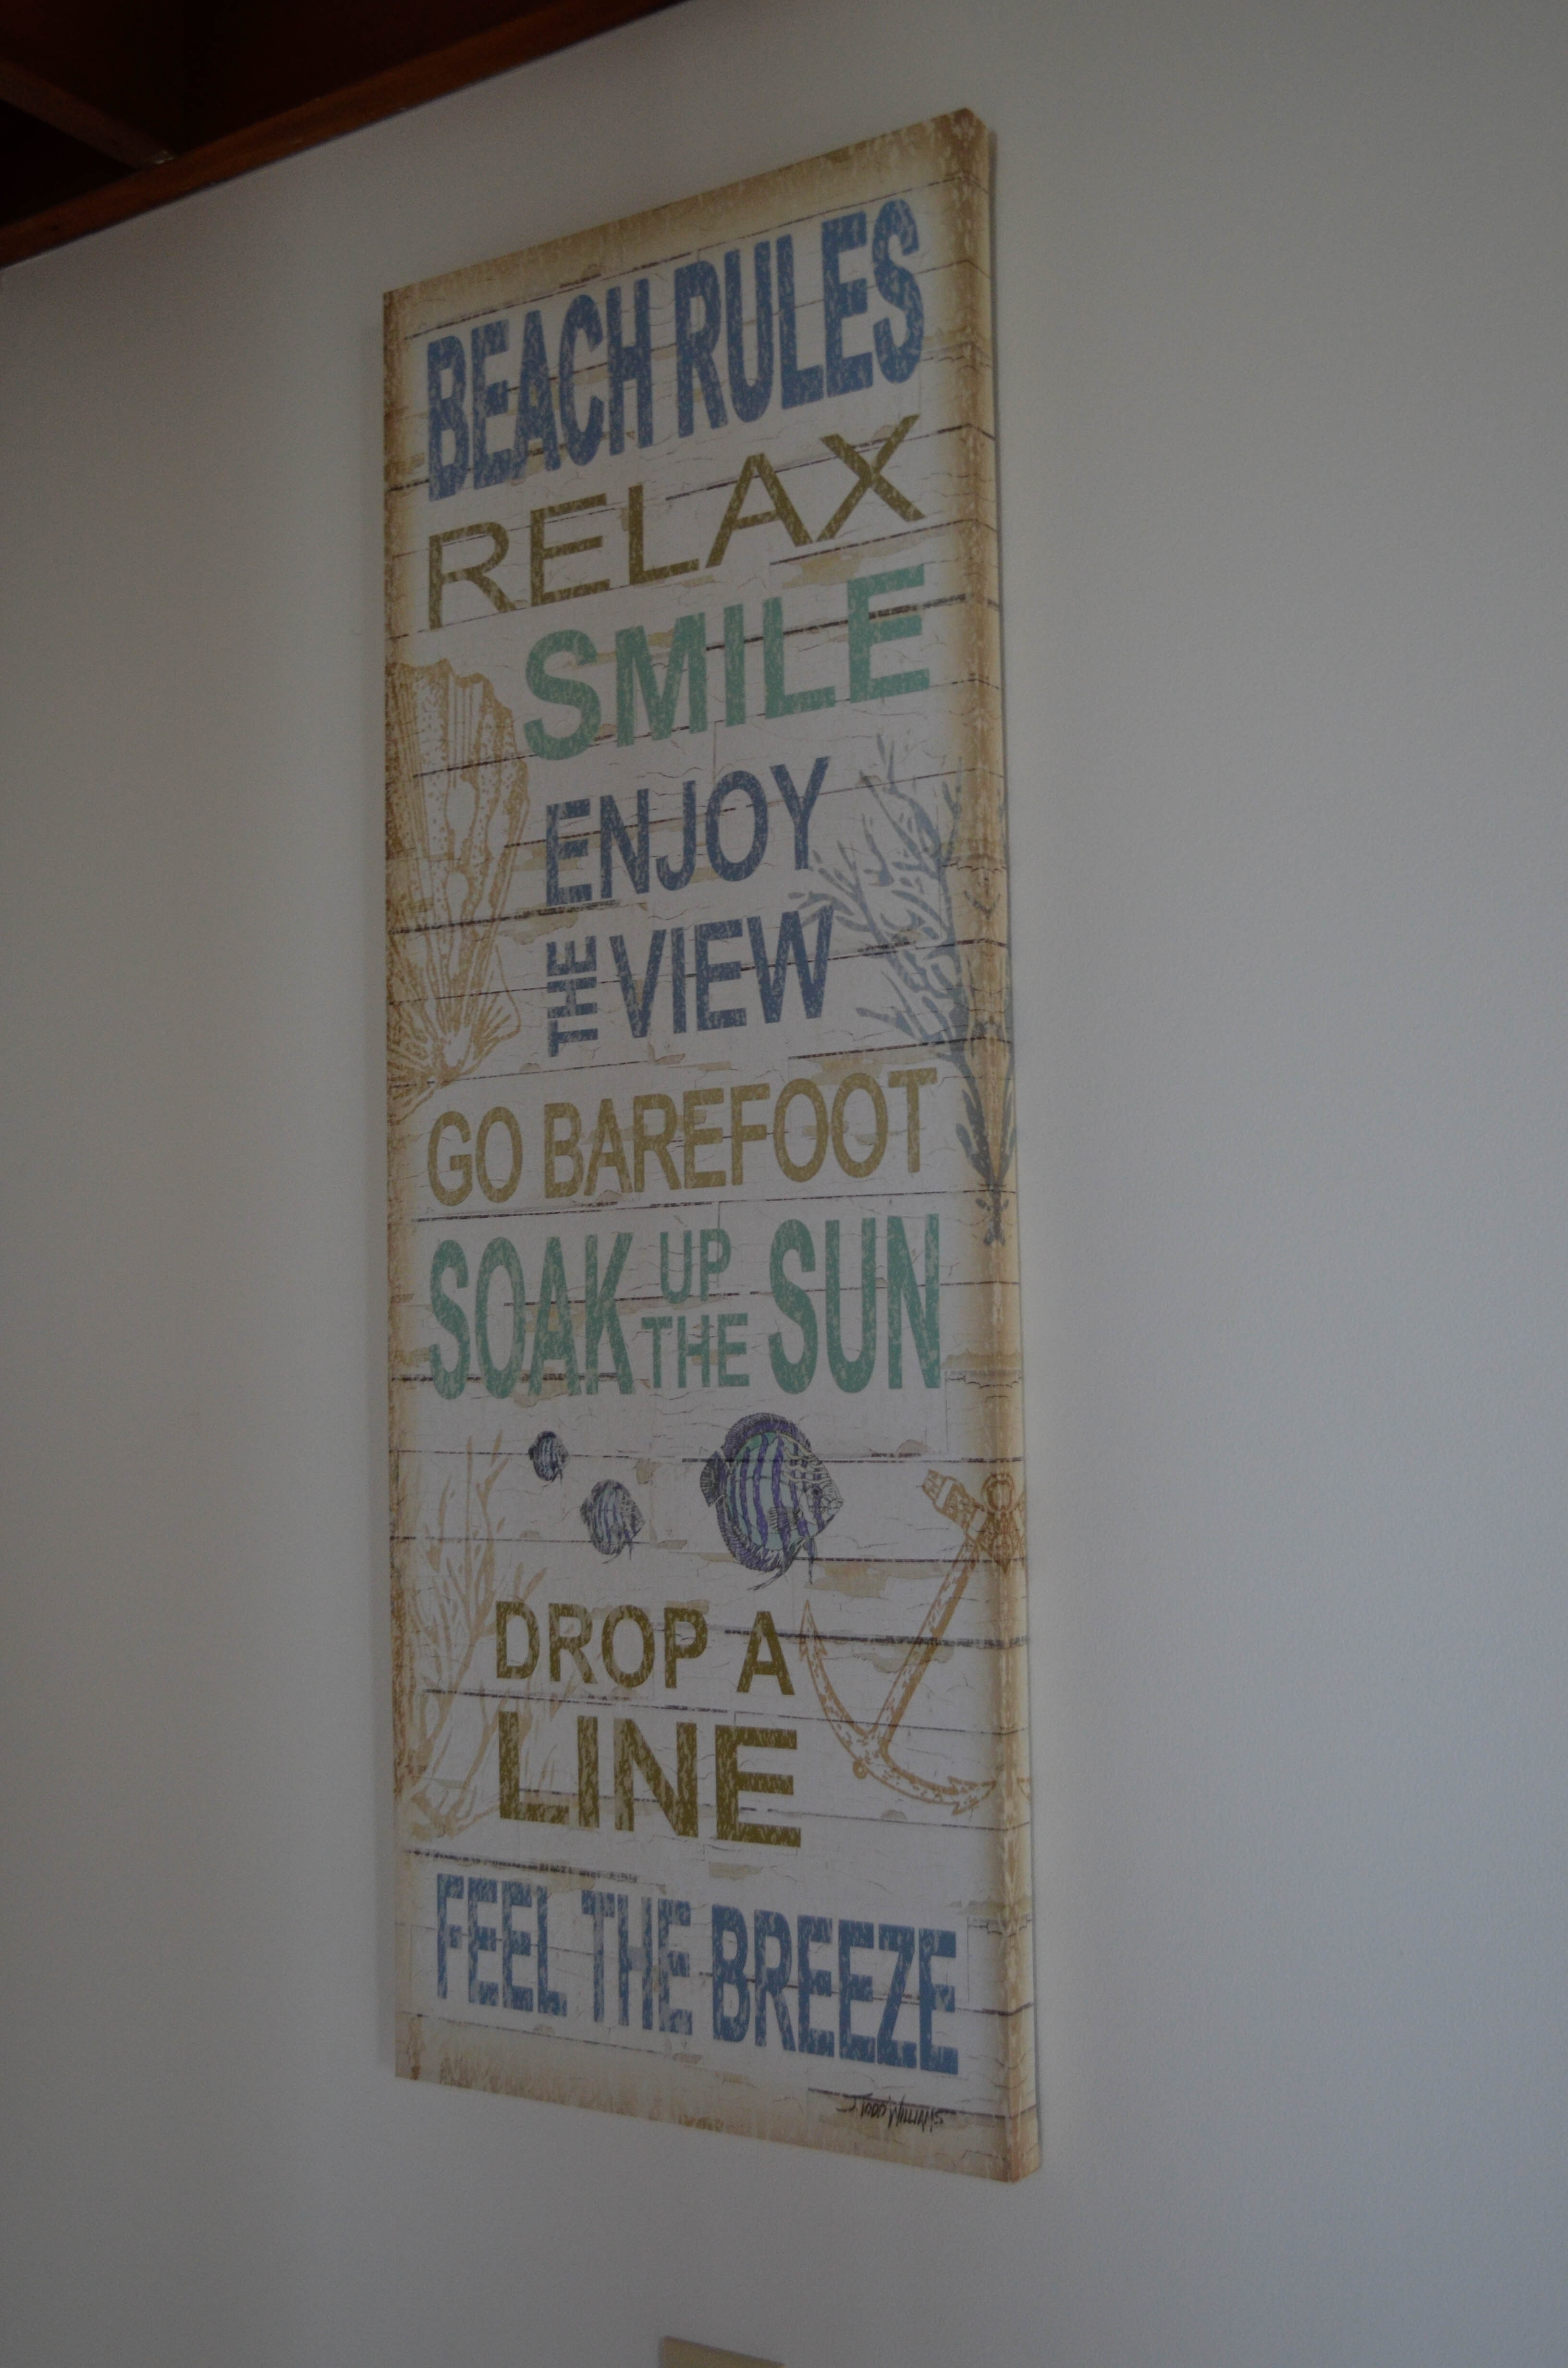 BEACH RULES
RELAX
SMILE
ENJOY
THE VIEW
GO BAREFOOT
SOAK UP THE SUN
DROP A
LINE
FEEL THE BREEZE